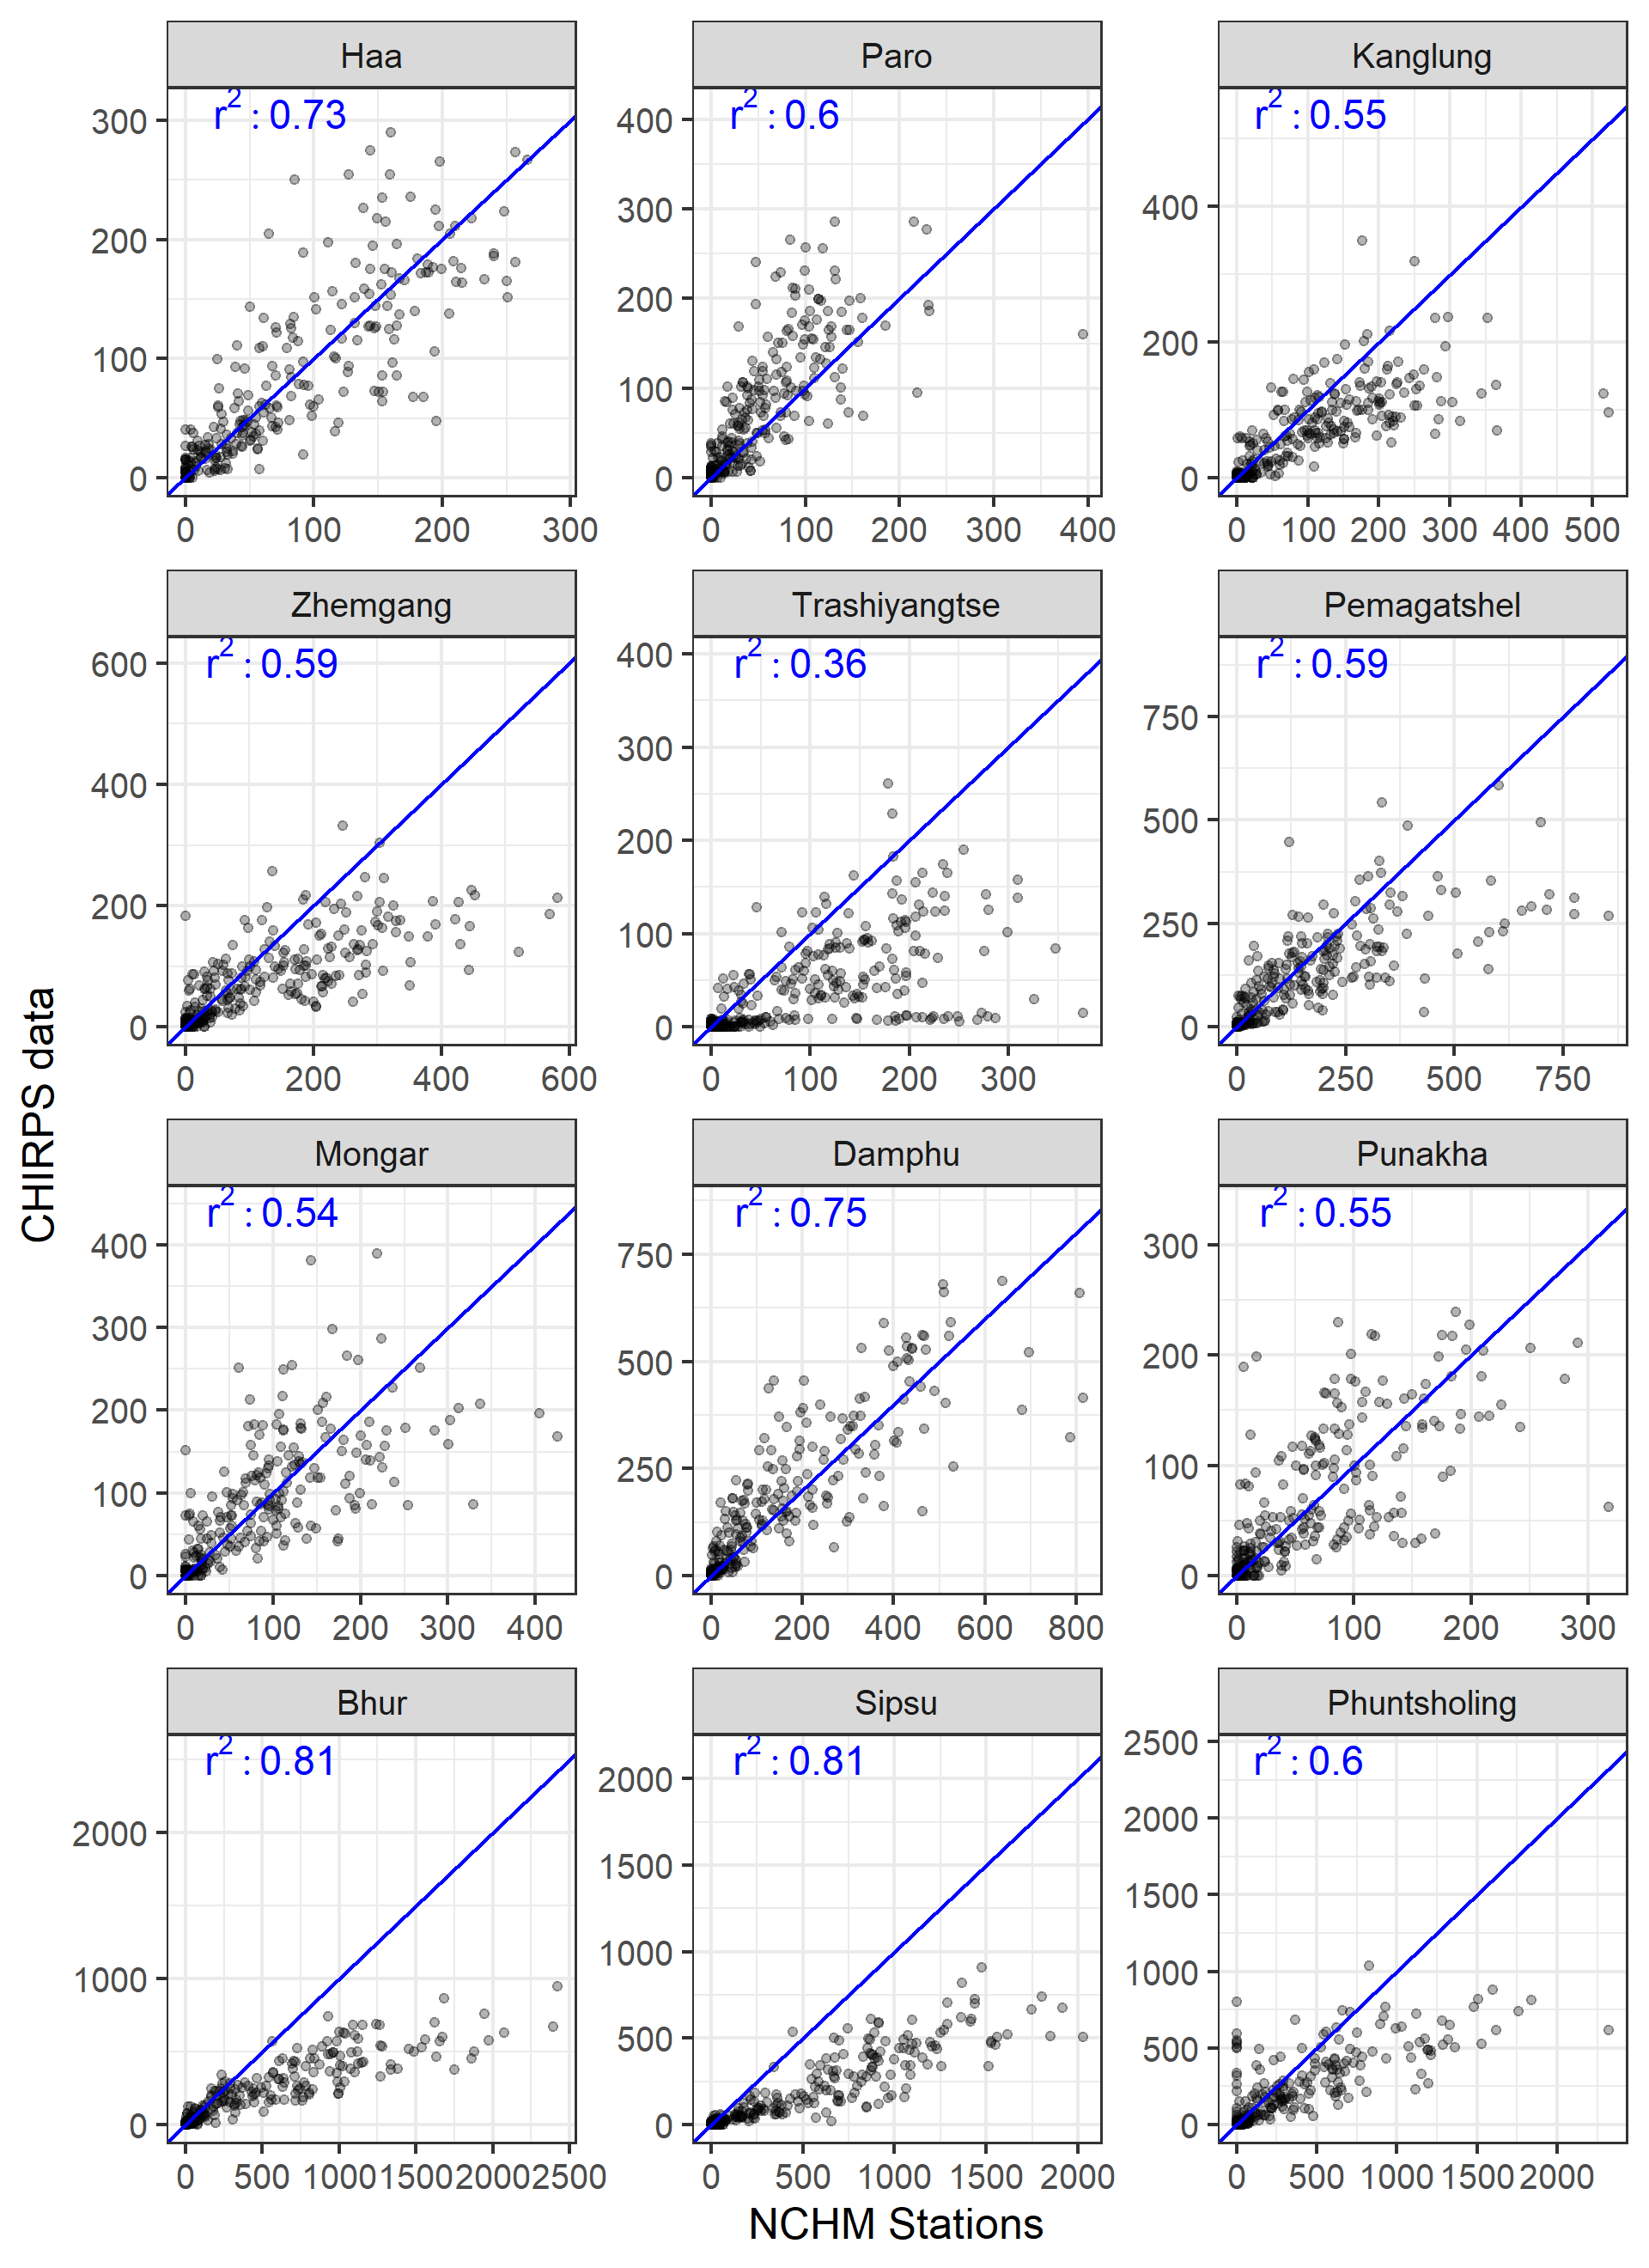 Haa Paro Kanglung
r²:0.73 r²:0.6 r²:0.55
300 400
200 300 400
100 200 200
0 100 0
0
0 100 200 300 0 100 200 300 400 0 100 200 300 400 500
Zhemgang Trashiyangtse Pemagatshel
r²:0.59 r²:0.36 r²:0.59
600 400 750
400 300 500
200 200 250
0 100 0
0
0 200 400 600 0 100 200 300 0 250 500 750
CHIRPS data
Mongar Damphu Punakha
r²:0.54 r²:0.75 r²:0.55
400 750 300
300 500 200
200 250 100
100 0 0
0
0 100 200 300 400 0 200 400 600 800 0 100 200 300
Bhur Sipsu Phuntsholing
r²:0.81 r²:0.81 r²:0.6
2000 2000 2500
1000 1500 2000
0 1000 1500
500 1000
0 500
0
0 500 1000 1500 2000 2500 0 500 1000 1500 2000 0 500 1000 1500 2000
NCHM Stations